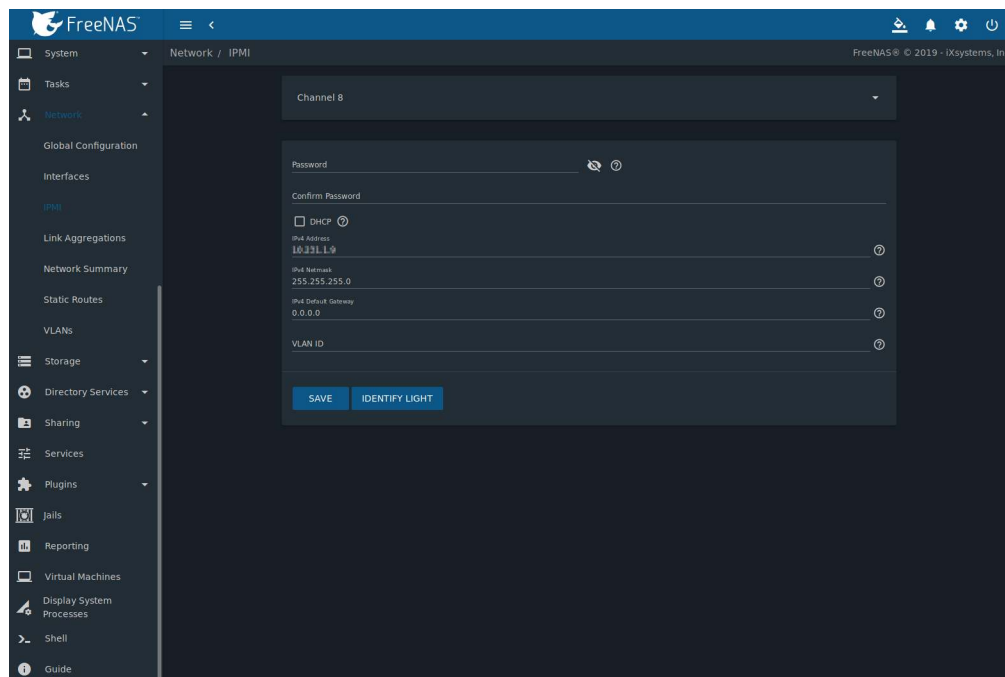 FreeNAS
Network / IPMI
FreeNAS® © 2019 - iXsystems, In
System
Tasks
Network
Global Configuration
Interfaces
IPMI
Link Aggregations
Network Summary
Static Routes
VLANs
Storage
Directory Services
Sharing
Services
Plugins
Jails
Reporting
Virtual Machines
Display System
Processes
Shell
Guide
Channel 8
Password
Confirm Password
DHCP
IPv4 Address
IPv4 Netmask
255.255.255.0
IPv4 Default Gateway
0.0.0.0
VLAN ID
SAVE
IDENTIFY LIGHT